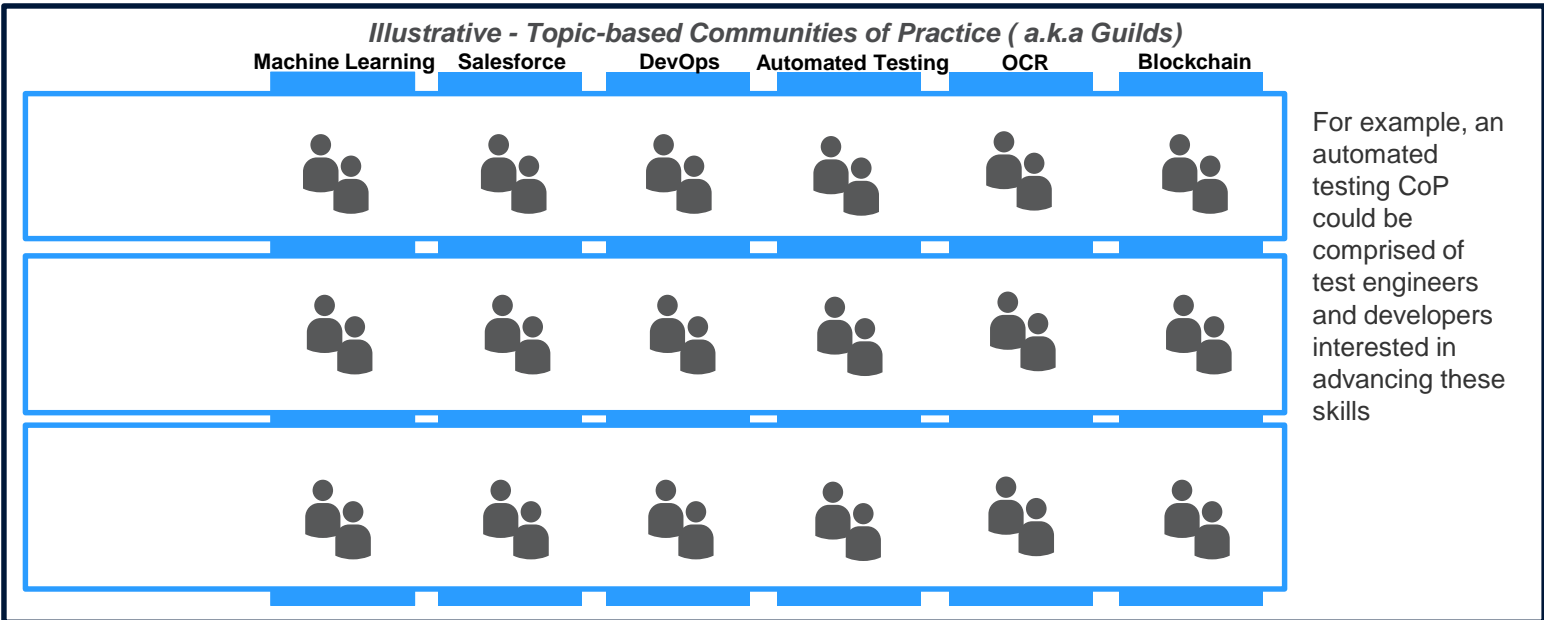 Illustrative - Topic-based Communities of Practice ( a.k.a Guilds)
Machine Learning Salesforce DevOps Automated Testing OCR Blockchain
For example, an
automated
testing CoP
could be
comprised of
test engineers
and developers
interested in
advancing these
skills